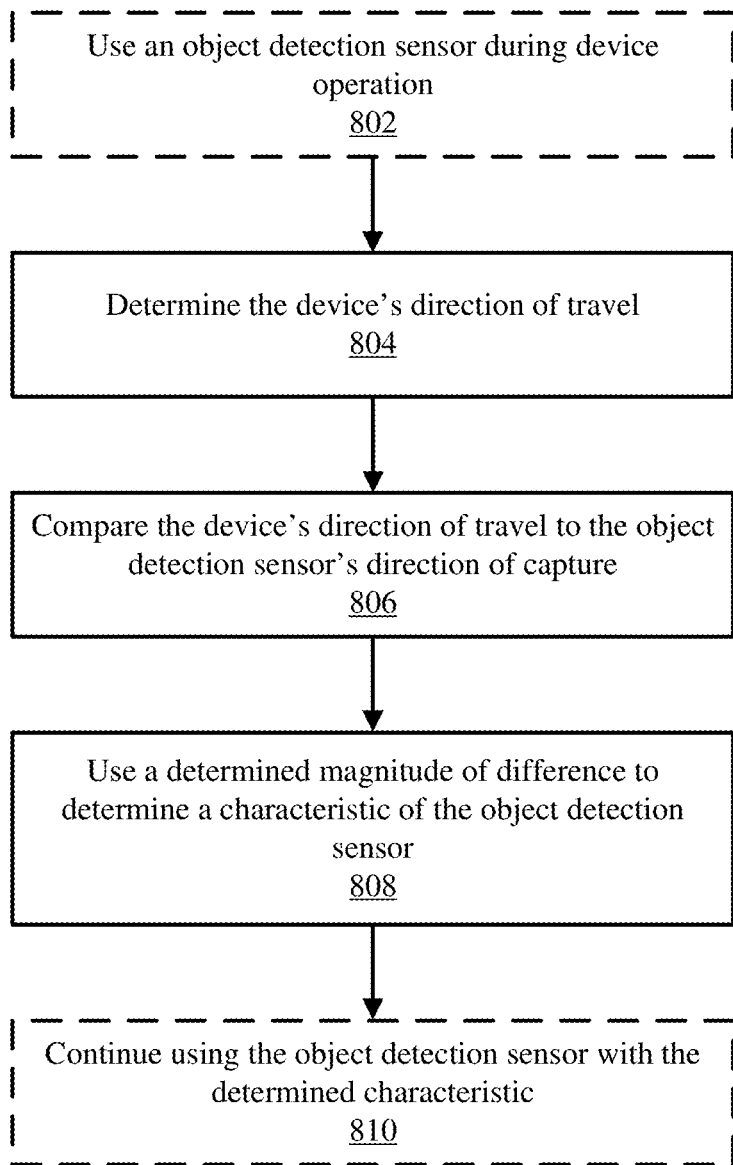 Use an object detection sensor during device
operation
802
Determine the device’s direction of travel
804
Compare the device’s direction of travel to the object
detection sensor’s direction of capture
806
Use a determined magnitude of difference to
determine a characteristic of the object detection
sensor
808
Continue using the object detection sensor with the
determined characteristic
810